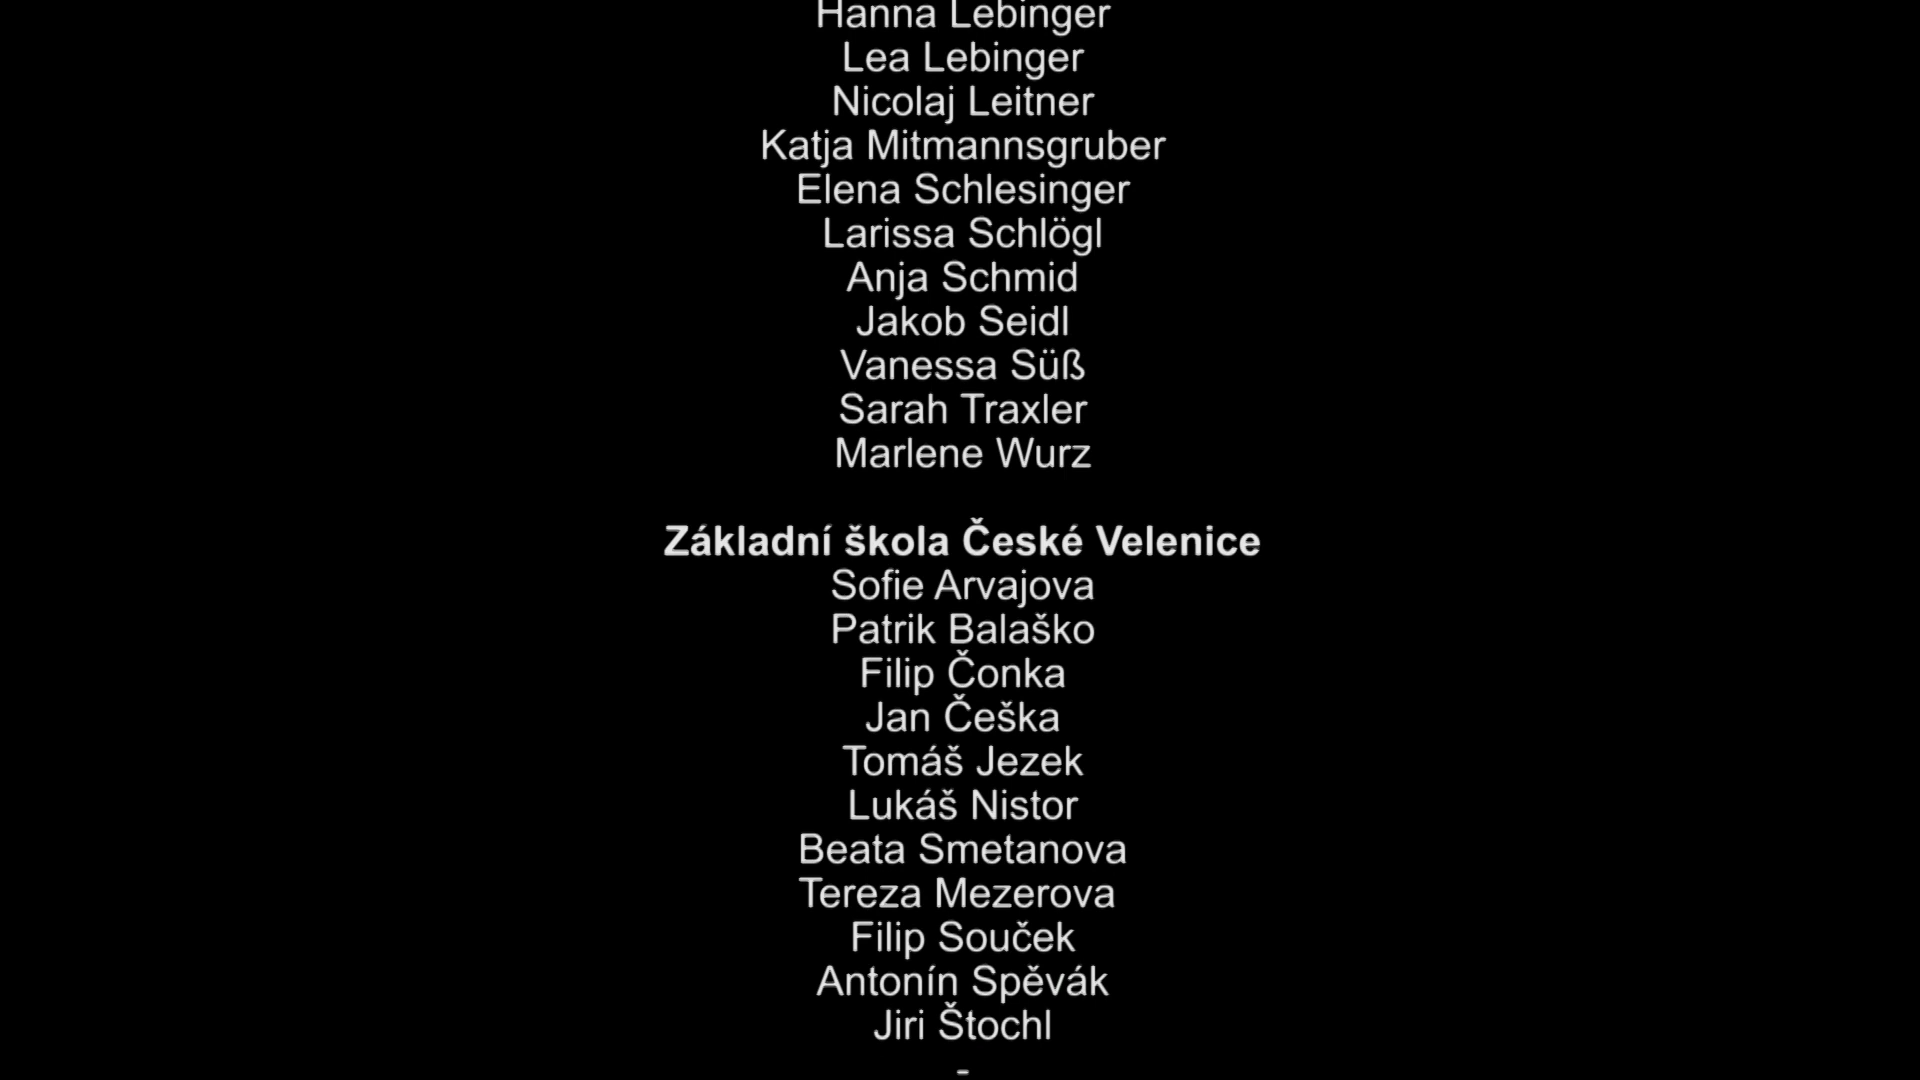 Hanna Lebinger
Lea Lebinger
Nicolaj Leitner
Katja Mitmannsgruber
Elena Schlesinger
Larissa Schlögl
Anja Schmid
Jakob Seidl
Vanessa Süß
Sarah Traxler
Marlene Wurz
Základní škola České Velenice
Sofie Arvajova
Patrik Balaško
Filip Čonka
Jan Češka
Tomáš Jezek
Lukáš Nistor
Beata Smetanova
Tereza Mezerova
Filip Souček
Antonín Spěvák
Jiri Štochl